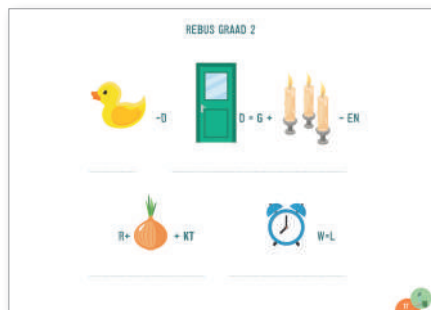 REBUS GRAAD 2
-D
D = G +
- EN
R+
+ KT
W=L